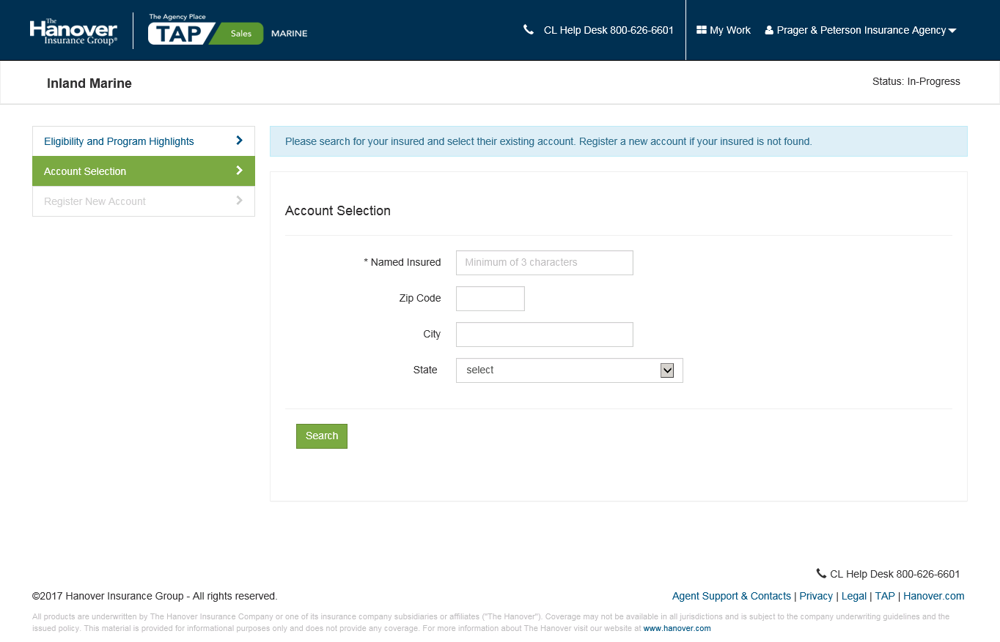 The
Hanover
Insurance Group®
The Agency Place
TAP Sales MARINE
CL Help Desk 800-626-6601
My Work
Prager & Peterson Insurance Agency
Inland Marine
Status: In-Progress
Eligibility and Program Highlights
Account Selection
Register New Account
Please search for your insured and select their existing account. Register a new account if your insured is not found.
Account Selection
* Named Insured
Minimum of 3 characters
Zip Code
City
State
select
Search
CL Help Desk 800-626-6601
©2017 Hanover Insurance Group - All rights reserved.
Agent Support & Contacts | Privacy | Legal | TAP | Hanover.com
All products are underwritten by The Hanover Insurance Company or one of its insurance company subsidiaries or affiliates ("The Hanover"). Coverage may not be available in all jurisdictions and is subject to the company underwriting guidelines and the
issued policy. This material is provided for informational purposes only and does not provide any coverage. For more information about The Hanover visit our website at www.hanover.com